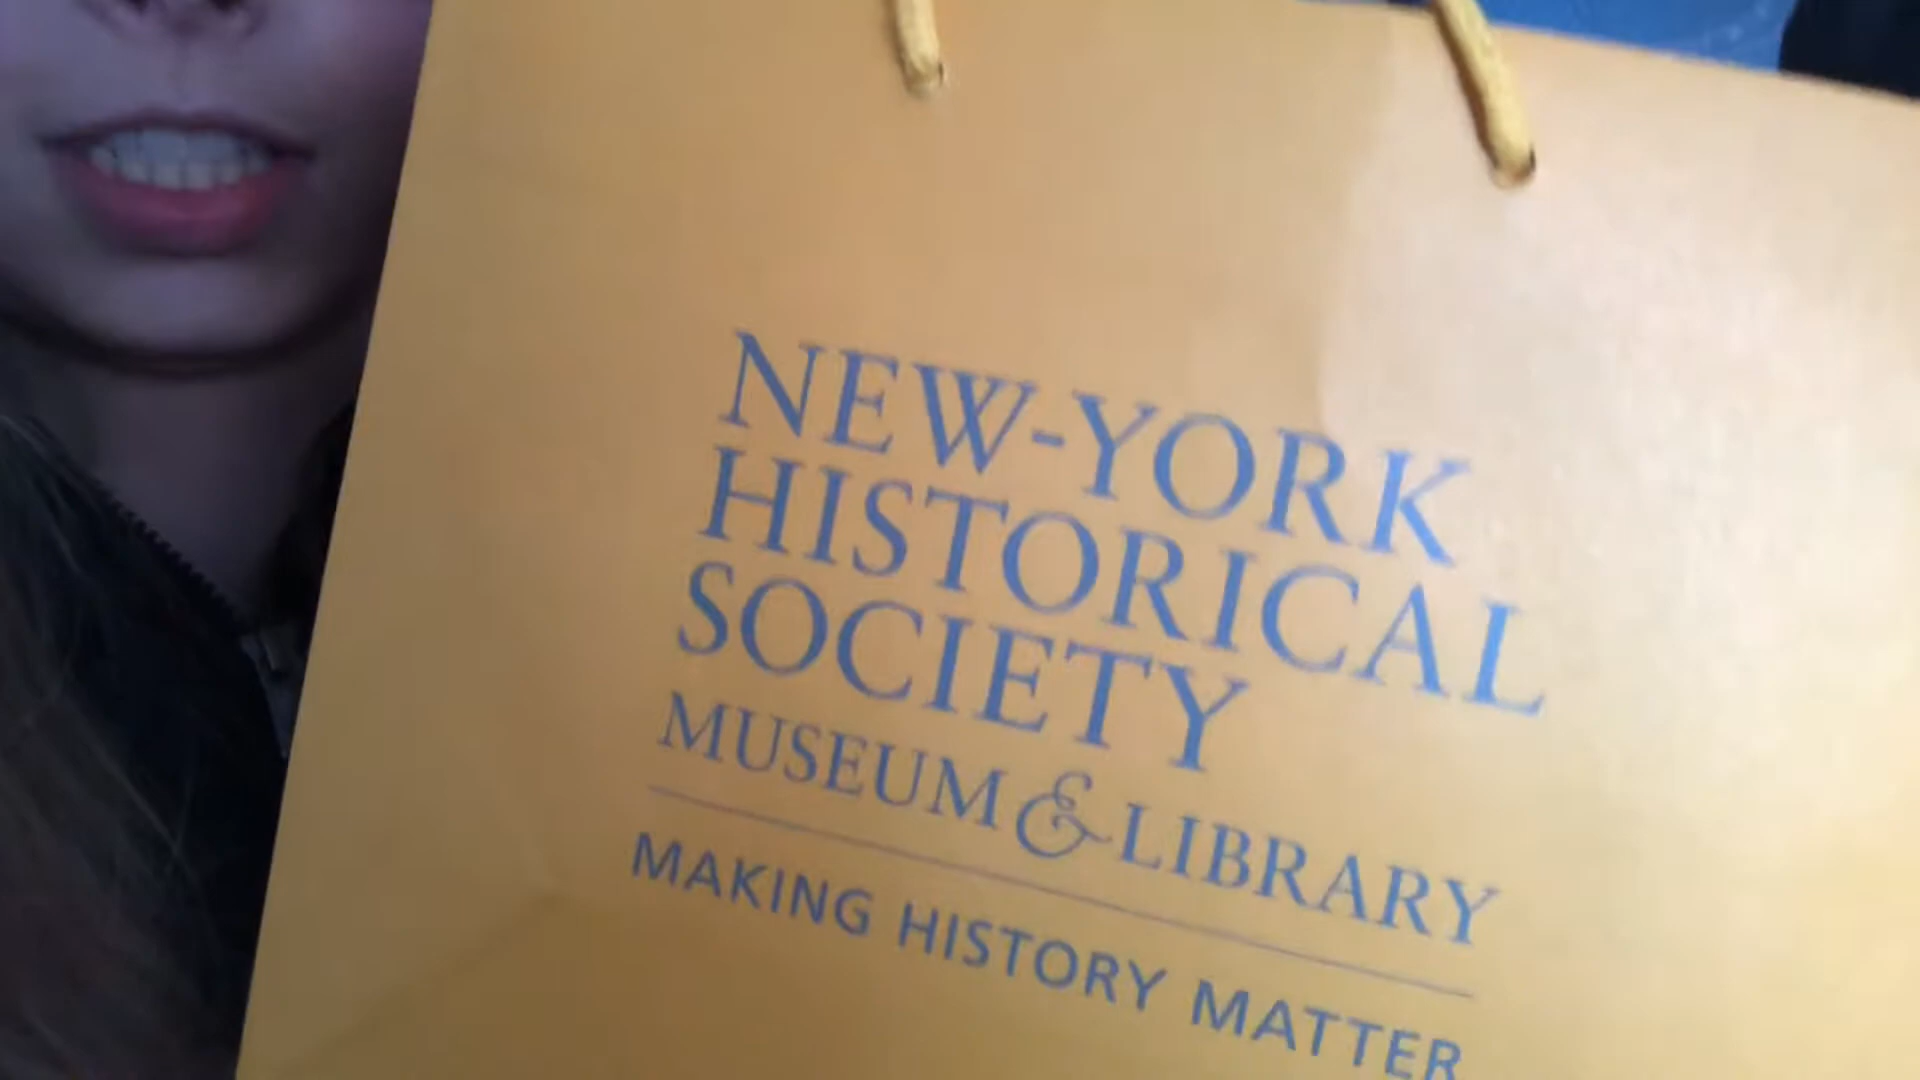 NEW-YORK
HISTORICAL
SOCIETY
MUSEUM & LIBRARY
MAKING HISTORY MATTER